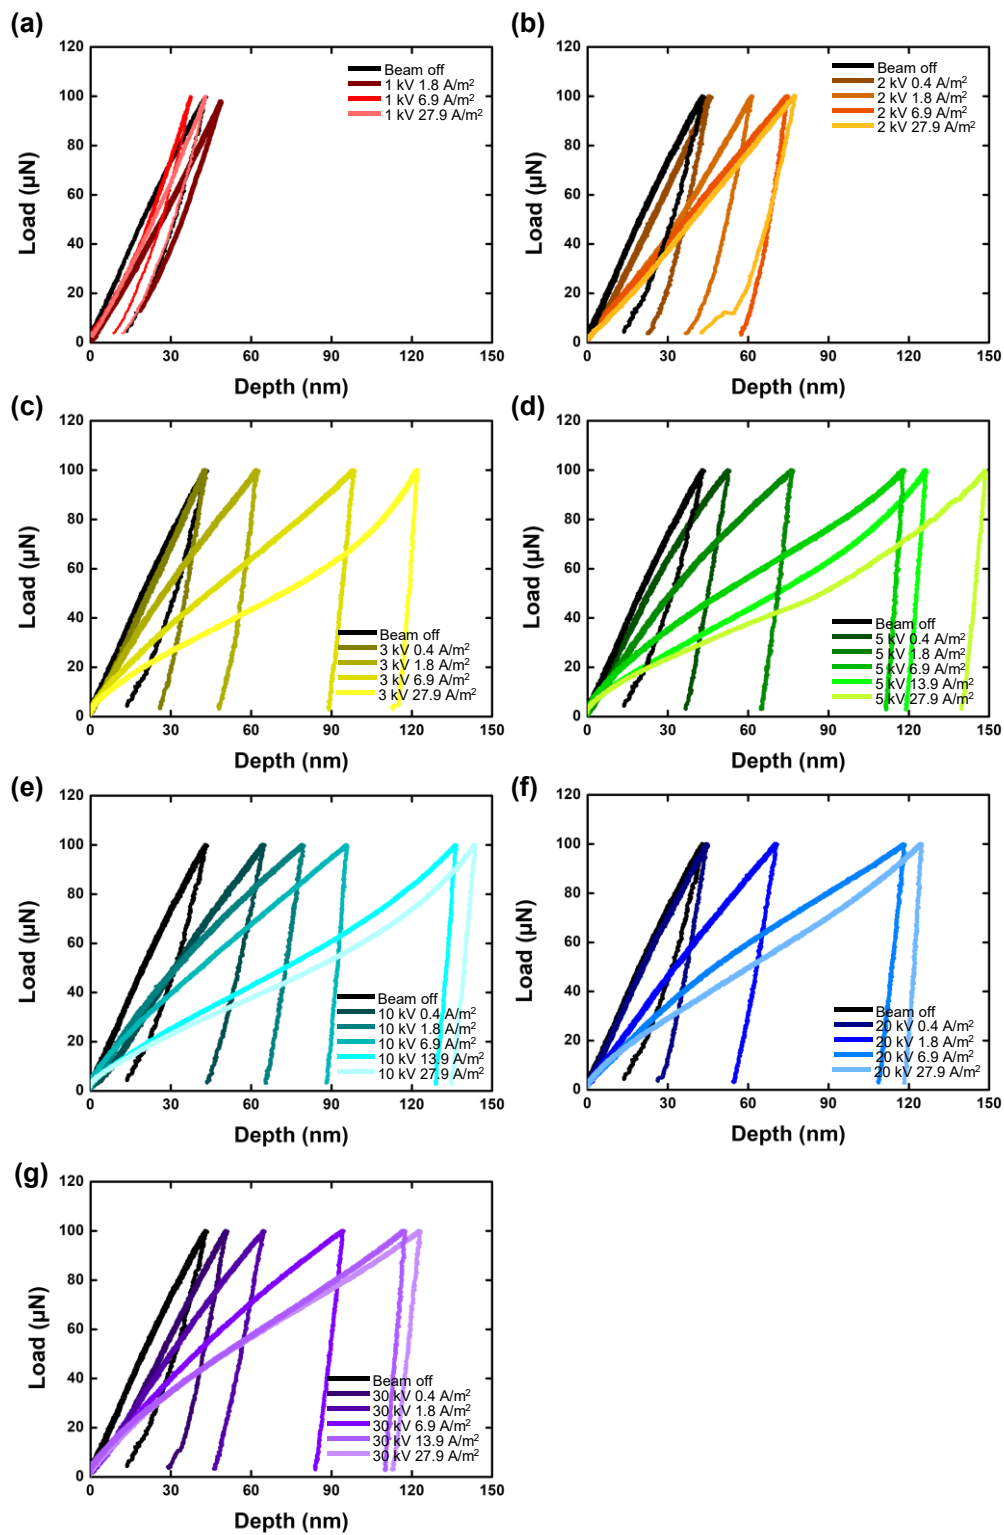 (a)
120
100
80
60
40
20
0
0 30 60 90 120 150
Load (μN)
Depth (nm)
Beam off
1 kV 1.8 A/m²
1 kV 6.9 A/m²
1 kV 27.9 A/m²
(b)
120
100
80
60
40
20
0
0 30 60 90 120 150
Load (μN)
Depth (nm)
Beam off
2 kV 0.4 A/m²
2 kV 1.8 A/m²
2 kV 6.9 A/m²
2 kV 27.9 A/m²
(c)
120
100
80
60
40
20
0
0 30 60 90 120 150
Load (μN)
Depth (nm)
Beam off
3 kV 0.4 A/m²
3 kV 1.8 A/m²
3 kV 6.9 A/m²
3 kV 27.9 A/m²
(d)
120
100
80
60
40
20
0
0 30 60 90 120 150
Load (μN)
Depth (nm)
Beam off
5 kV 0.4 A/m²
5 kV 1.8 A/m²
5 kV 6.9 A/m²
5 kV 13.9 A/m²
5 kV 27.9 A/m²
(e)
120
100
80
60
40
20
0
0 30 60 90 120 150
Load (μN)
Depth (nm)
Beam off
10 kV 0.4 A/m²
10 kV 1.8 A/m²
10 kV 6.9 A/m²
10 kV 13.9 A/m²
10 kV 27.9 A/m²
(f)
120
100
80
60
40
20
0
0 30 60 90 120 150
Load (μN)
Depth (nm)
Beam off
20 kV 0.4 A/m²
20 kV 1.8 A/m²
20 kV 6.9 A/m²
20 kV 27.9 A/m²
(g)
120
100
80
60
40
20
0
0 30 60 90 120 150
Load (μN)
Depth (nm)
Beam off
30 kV 0.4 A/m²
30 kV 1.8 A/m²
30 kV 6.9 A/m²
30 kV 13.9 A/m²
30 kV 27.9 A/m²